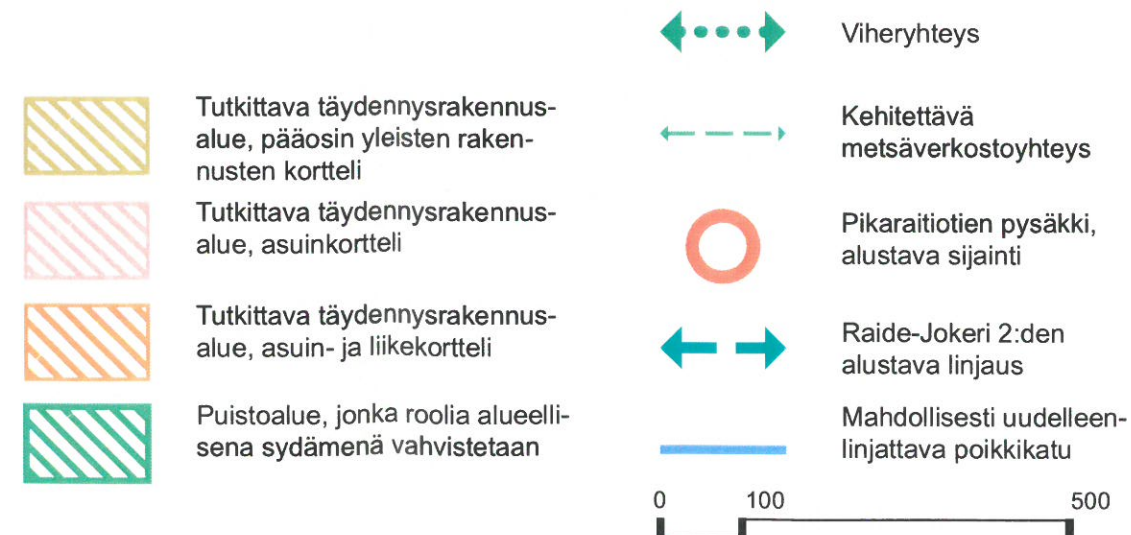 Tutkittava täydennysrakennus-
alue, pääosin yleisten raken-
nusten kortteli
Tutkittava täydennysrakennus-
alue, asuinkortteli
Tutkittava täydennysrakennus-
alue, asuin- ja liikekortteli
Puistoalue, jonka roolia alueelli-
sena sydämenä vahvistetaan
Viheryhteys
Kehitettävä
metsäverkostoyhteys
Pikaraitiotien pysäkki,
alustava sijainti
Raide-Jokeri 2:den
alustava linjaus
Mahdollisesti uudelleen-
linjattava poikkikatu
0 100 500